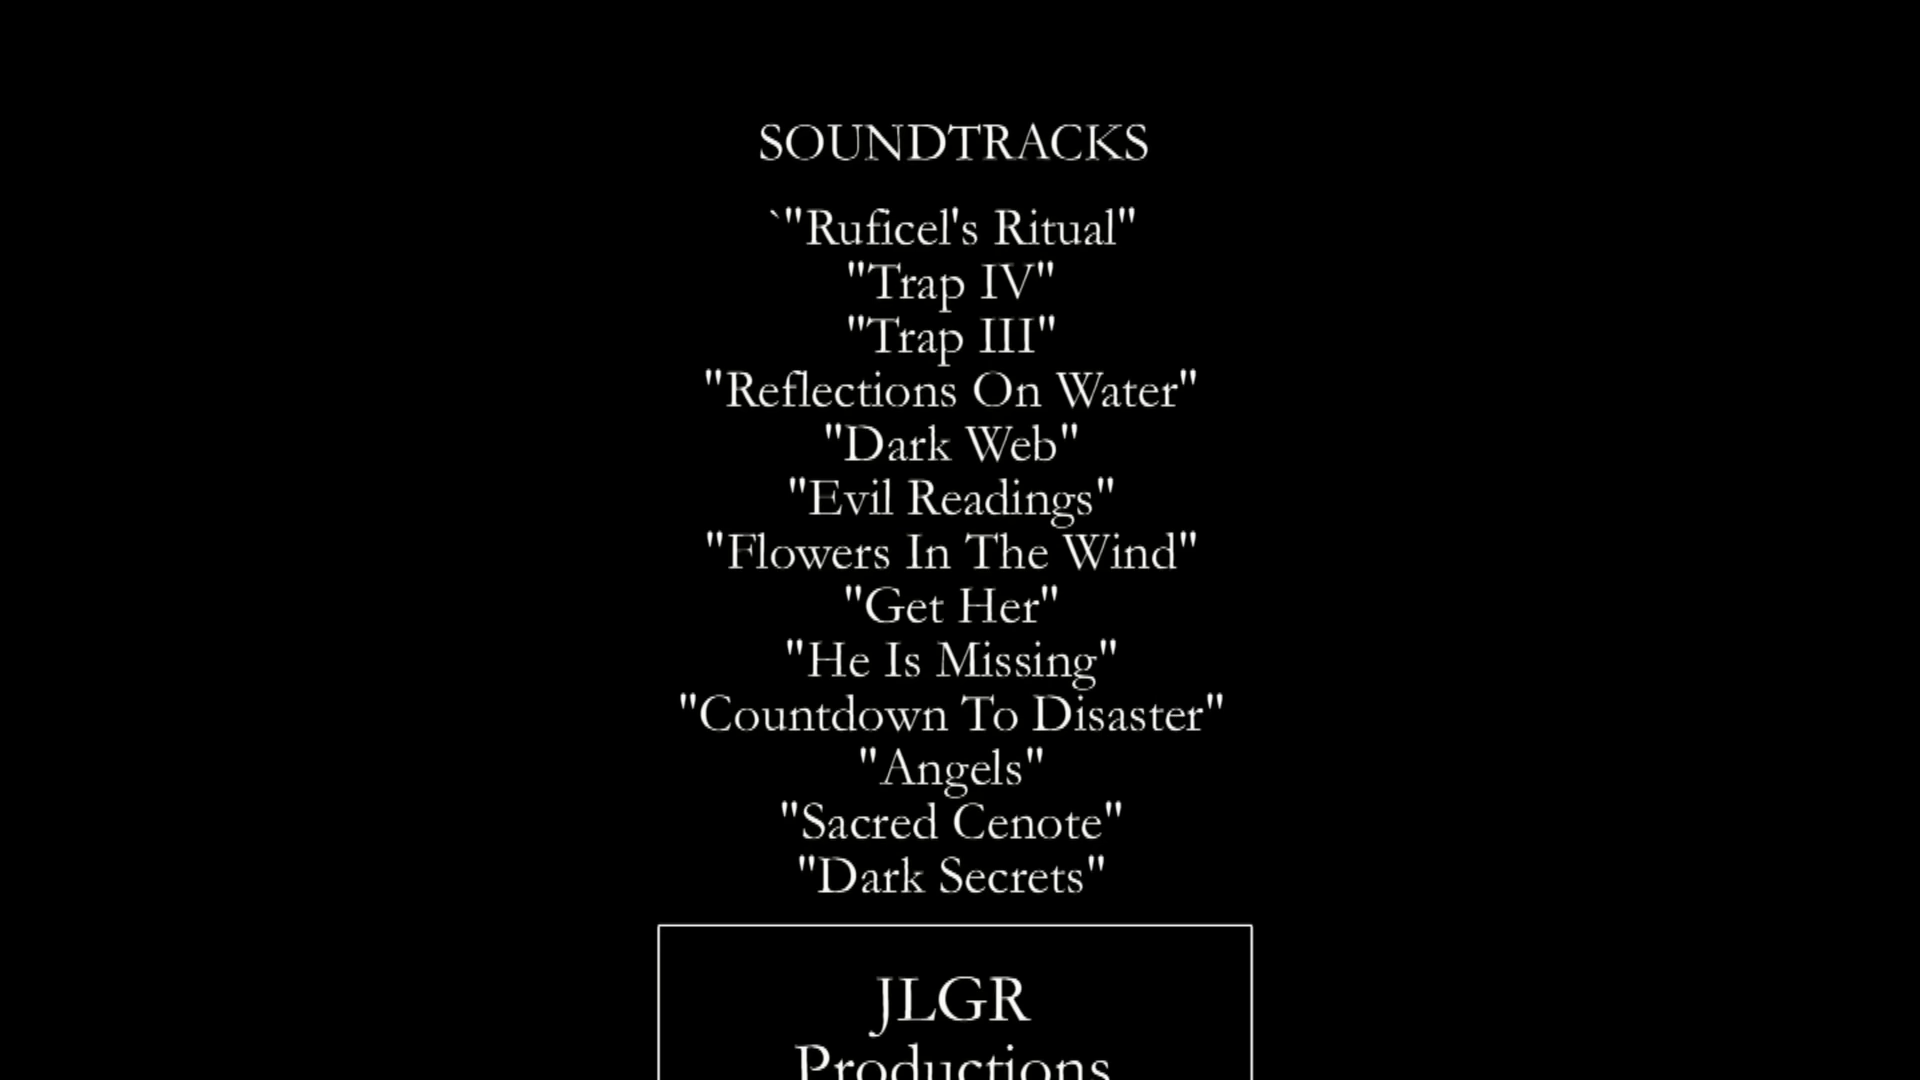 SOUNDTRACKS
`"Ruficel's Ritual"
"Trap IV"
"Trap III"
"Reflections On Water"
"Dark Web"
"Evil Readings"
"Flowers In The Wind"
"Get Her"
"He Is Missing"
"Countdown To Disaster"
"Angels"
"Sacred Cenote"
"Dark Secrets"
JLGR
Productions